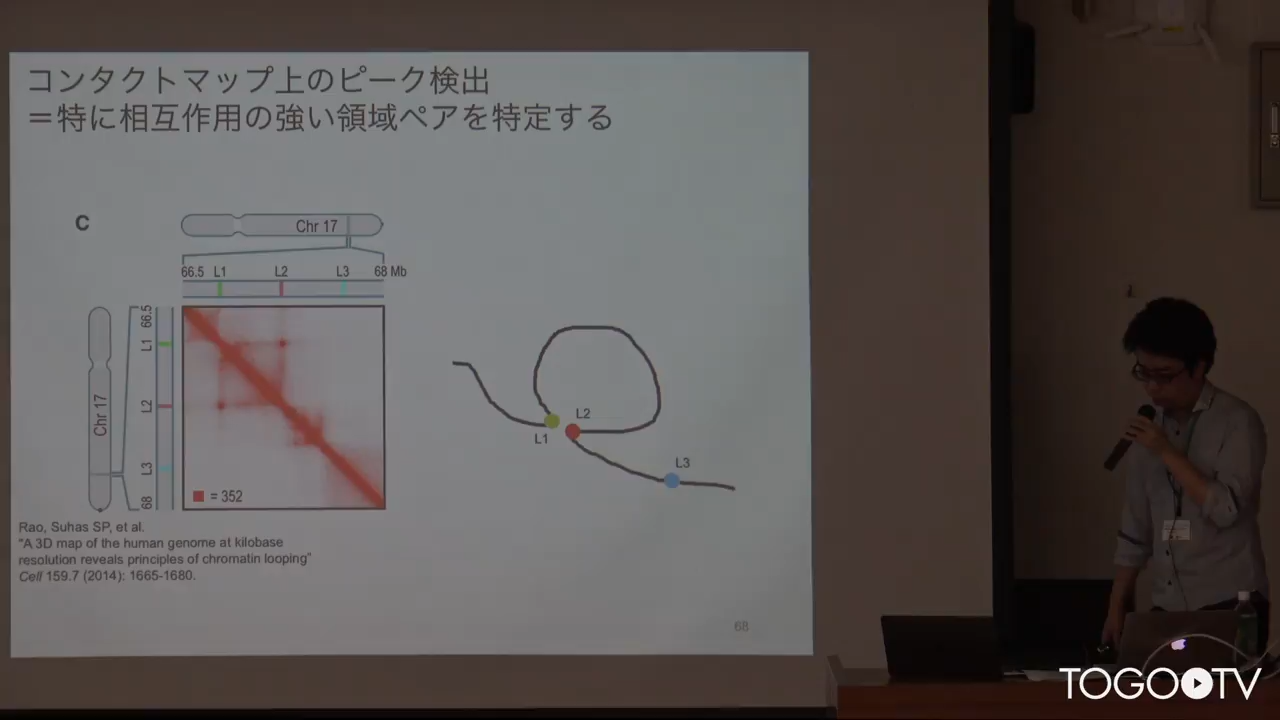 コンタクトマップ上のピーク検出
＝特に相互作用の強い領域ペアを特定する
C
Chr 17
66.5 L1 L2 L3 68 Mb
66.5
L1
L2
L3
68
Chr 17
= 352
L1
L2
L3
Rao, Suhas SP, et al.
"A 3D map of the human genome at kilobase
resolution reveals principles of chromatin looping"
Cell 159.7 (2014): 1665-1680.
68
TOGOTV